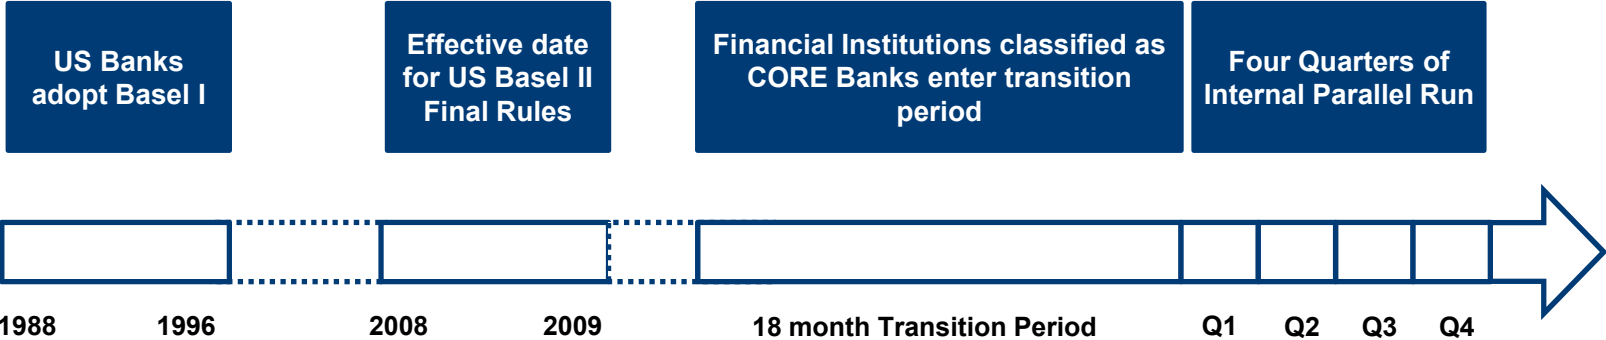 US Banks
adopt Basel I
Effective date
for US Basel II
Final Rules
Financial Institutions classified as
CORE Banks enter transition
period
Four Quarters of
Internal Parallel Run
1988 1996 2008 2009 18 month Transition Period Q1 Q2 Q3 Q4